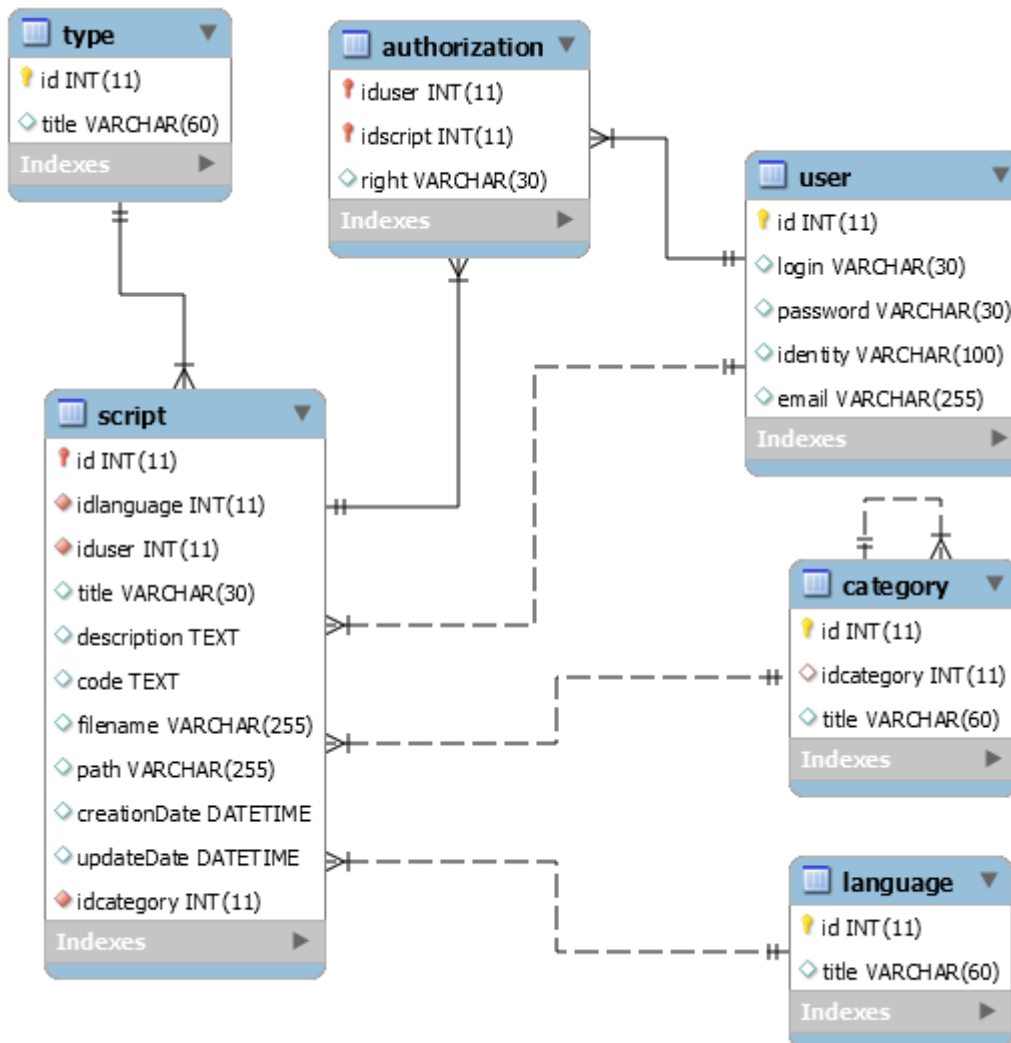 type
id INT(11)
title VARCHAR(60)
Indexes
authorization
iduser INT(11)
idscript INT(11)
right VARCHAR(30)
Indexes
user
id INT(11)
login VARCHAR(30)
password VARCHAR(30)
identity VARCHAR(100)
email VARCHAR(255)
Indexes
script
id INT(11)
idlanguage INT(11)
iduser INT(11)
title VARCHAR(30)
description TEXT
code TEXT
filename VARCHAR(255)
path VARCHAR(255)
creationDate DATETIME
updateDate DATETIME
idcategory INT(11)
Indexes
category
id INT(11)
idcategory INT(11)
title VARCHAR(60)
Indexes
language
id INT(11)
title VARCHAR(60)
Indexes